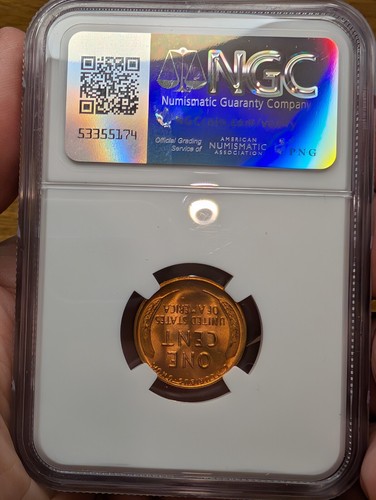 NGC
Numismatic Guaranty Company
53355174
Official Grading
Service of
AMERICAN
NUMISMATIC
ASSOCIATION
PNG
ONE
CENT
UNITED STATES
OF AMERICA